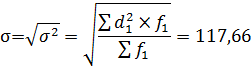 σ=√σ² = √(∑ d₁² × f₁ / ∑ f₁) = 117,66